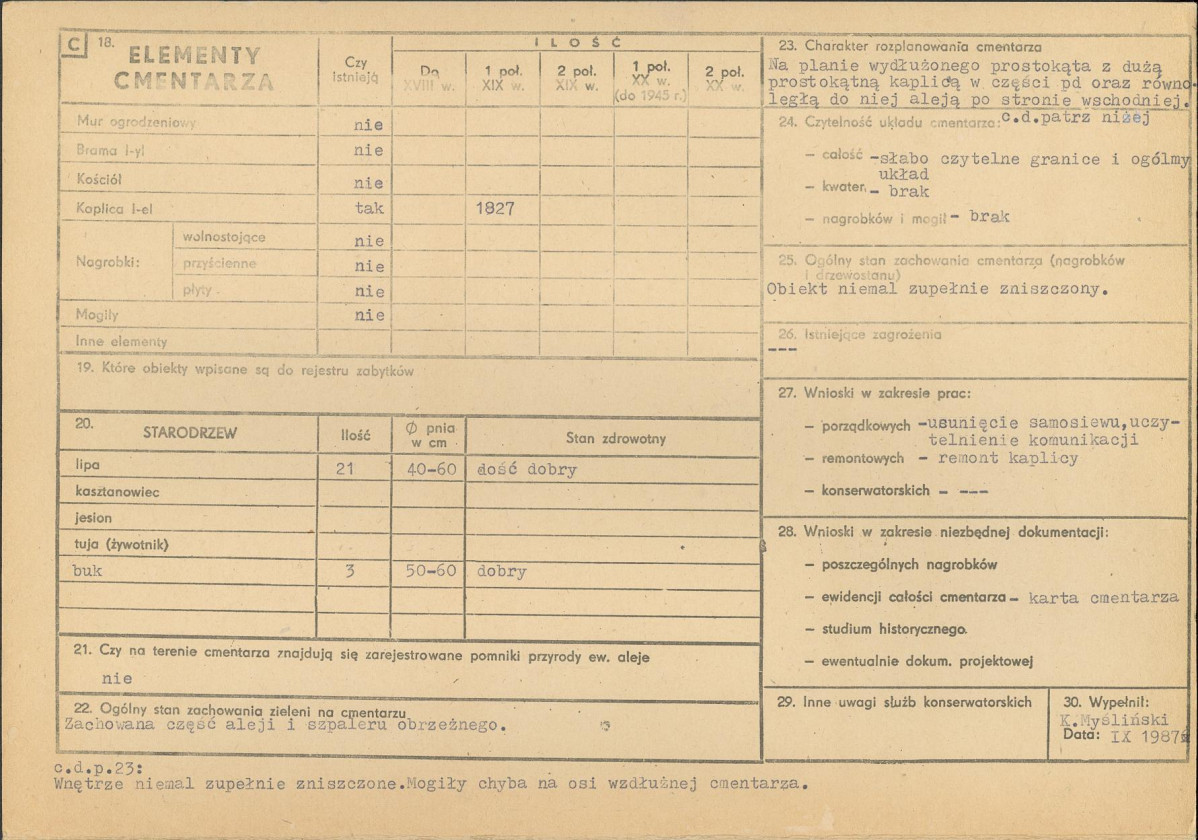 C 18. ELEMENTY CMENTARZA
Czy istnieją
ILOŚĆ
Do XVIII w.
1 poł. XIX w.
2 poł. XIX w.
1 poł. XX w. (do 1945 r.)
2 poł. XX w.
Mur ogrodzeniowy nie
Brama I-yl nie
Kościół nie
Kaplica I-el tak 1827
Nagrobki:
wolnostojące nie
przyścienne nie
płyty nie
Mogiły nie
Inne elementy
19. Które obiekty wpisane są do rejestru zabytków
20. STARODRZEW Ilość Ø pnia w cm Stan zdrowotny
lipa 21 40-60 dość dobry
kasztanowiec
jesion
tuja (żywotnik)
buk 3 50-60 dobry
21. Czy na terenie cmentarza znajdują się zarejestrowane pomniki przyrody ew. aleje
nie
22. Ogólny stan zachowania zieleni na cmentarzu
Zachowana część aleji i szpaleru obrzeżnego.
23. Charakter rozplanowania cmentarza
Na planie wydłużonego prostokąta z dużą
prostokątną kaplicą w części pd oraz równo-
ległą do niej aleją po stronie wschodniej.
c.d.patrz niżej
24. Czytelność układu cmentarza:
- całość -słabo czytelne granice i ogólmy
układ
- kwater. - brak
- nagrobków i mogił - brak
25. Ogólny stan zachowania cmentarza (nagrobków
i drzewostanu)
Obiekt niemal zupełnie zniszczony.
26. Istniejące zagrożenia
---
27. Wnioski w zakresie prac:
- porządkowych -usunięcie samosiewu,uczy-
telnienie komunikacji
- remontowych - remont kaplicy
- konserwatorskich - ---
28. Wnioski w zakresie niezbędnej dokumentacji:
- poszczególnych nagrobków
- ewidencji całości cmentarza - karta cmentarza
- studium historycznego.
- ewentualnie dokum. projektowej
29. Inne uwagi służb konserwatorskich
30. Wypełnił:
K.Myśliński
Data: IX 1987
c.d.p.23:
Wnętrze niemal zupełnie zniszczone.Mogiły chyba na osi wzdłużnej cmentarza.